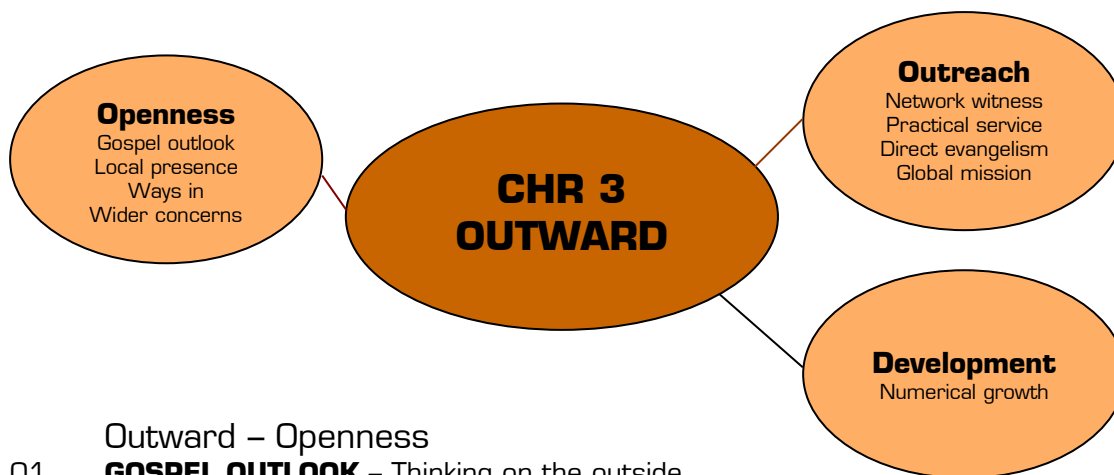 Openness
Gospel outlook
Local presence
Ways in
Wider concerns
CHR 3
OUTWARD
Outreach
Network witness
Practical service
Direct evangelism
Global mission
Development
Numerical growth
Outward – Openness
01 GOSPEL OUTLOOK – Thinking on the outside